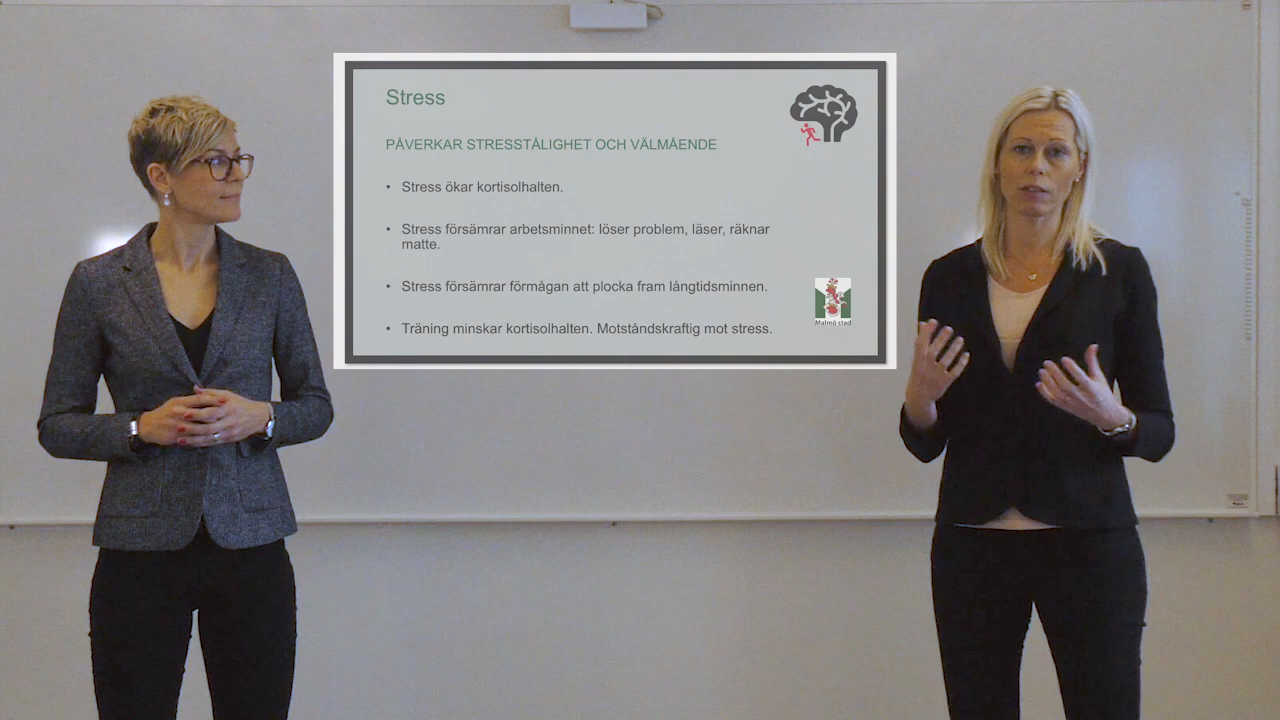 Stress
PÅVERKAR STRESSTÅLIGHET OCH VÄLMÅENDE
• Stress ökar kortisolhalten.
• Stress försämrar arbetsminnet: löser problem, läser, räknar
matte.
• Stress försämrar förmågan att plocka fram långtidsminnen.
Malmö stad
• Träning minskar kortisolhalten. Motståndskraftig mot stress.